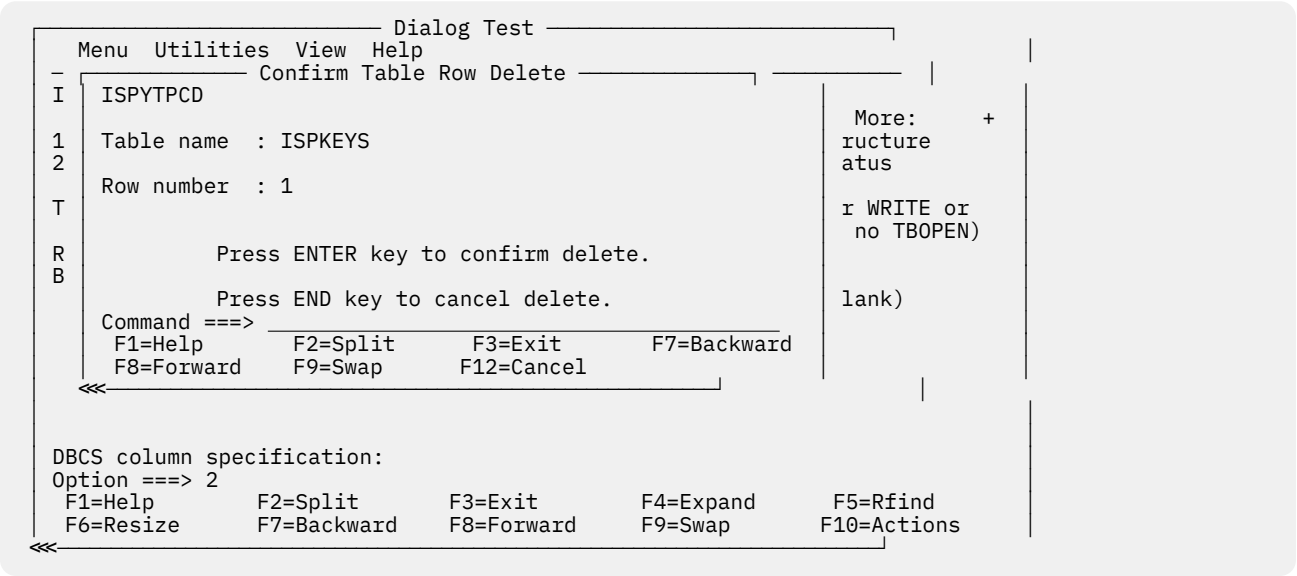 Dialog Test
Menu  Utilities  View  Help
Confirm Table Row Delete
I  ISPYTPCD
More:     +
1  Table name  : ISPKEYS  ructure
2  atus
Row number  : 1
T  r WRITE or
no TBOPEN)
R  Press ENTER key to confirm delete.
B
Press END key to cancel delete.  lank)
Command ===>
F1=Help  F2=Split  F3=Exit  F7=Backward
F8=Forward  F9=Swap  F12=Cancel
<<<
DBCS column specification:
Option ===> 2
F1=Help  F2=Split  F3=Exit  F4=Expand  F5=Rfind
F6=Resize  F7=Backward  F8=Forward  F9=Swap  F10=Actions
<<<